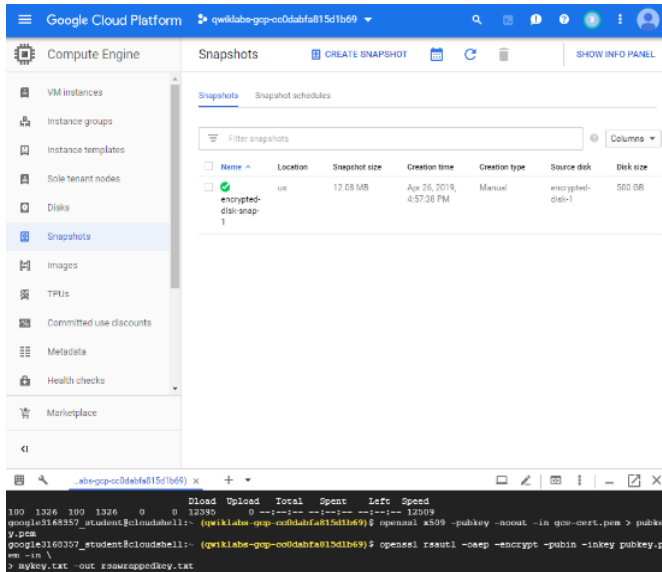 Google Cloud Platform qwiklabs-gcp-cc0dabfa815d1b69
Compute Engine
Snapshots CREATE SNAPSHOT SHOW INFO PANEL
VM instances
Instance groups
Instance templates
Sole tenant nodes
Disks
Snapshots
Images
TPUs
Committed use discounts
Metadata
Health checks
Marketplace
Snapshots Snapshot schedules
Filter snapshots Columns
Name Location Snapshot size Creation time Creation type Source disk Disk size
encrypted-
disk-snap-
1
us
12.08 MB
Apr 26, 2019,
4:57:38 PM
Manual
encrypted-
disk-1
500 GB
..abs-gcp-cc0dabfa815d1b69) × +
Dload Upload Total Spent Left Speed
100 1326 100 1326 0 0 12395 0 --:--:-- --:--:-- --:--:-- 12509
google3168357_student@cloudshell:~ (qwiklabs-gcp-cc0dabfa815d1b69)$ openssl x509 -pubkey -noout -in gce-cert.pem > pubke
y.pem
google3168357_student@cloudshell:~ (qwiklabs-gcp-cc0dabfa815d1b69)$ openssl rsautl -oaep -encrypt -pubin -inkey pubkey.p
em -in \
> mykey.txt -out rsawrappedkey.txt